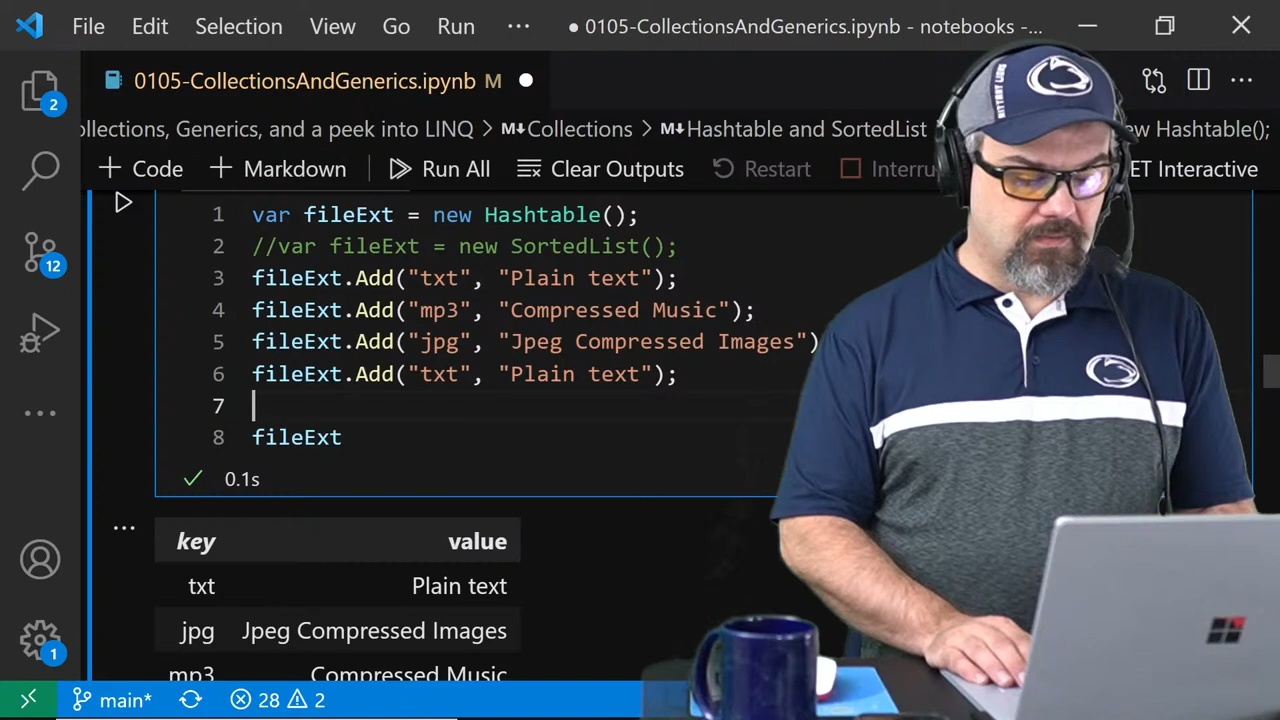 File Edit Selection View Go Run ··· ● 0105-CollectionsAndGenerics.ipynb - notebooks -...
0105-CollectionsAndGenerics.ipynb M
ollections, Generics, and a peek into LINQ > Collections > Hashtable and SortedList ew Hashtable();
+ Code + Markdown Run All Clear Outputs Restart Interru ET Interactive
1 var fileExt = new Hashtable();
2 //var fileExt = new SortedList();
3 fileExt.Add("txt", "Plain text");
4 fileExt.Add("mp3", "Compressed Music");
5 fileExt.Add("jpg", "Jpeg Compressed Images")
6 fileExt.Add("txt", "Plain text");
7
8 fileExt
0.1s
key value
txt Plain text
jpg Jpeg Compressed Images
mp3 Compressed Music
2
12
1
main* 28 2